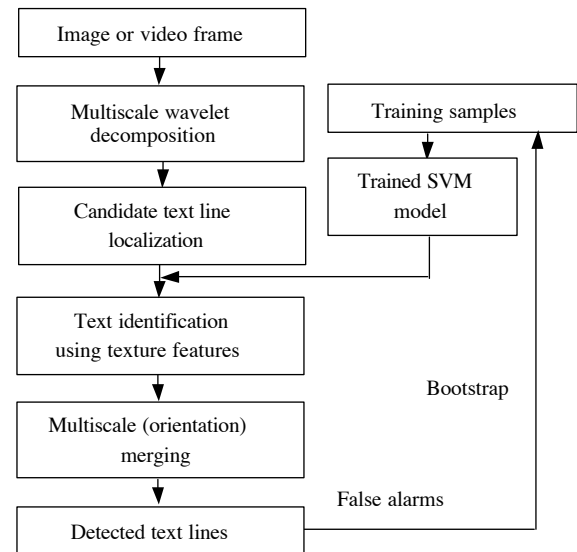 Image or video frame
Multiscale wavelet
decomposition
Training samples
Trained SVM
model
Candidate text line
localization
Text identification
using texture features
Bootstrap
Multiscale (orientation)
merging
False alarms
Detected text lines